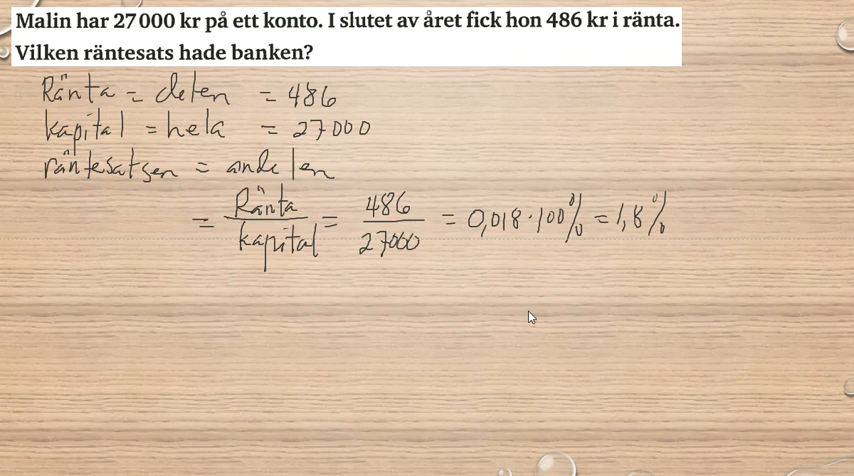 Malin har 27 000 kr på ett konto. I slutet av året fick hon 486 kr i ränta.
Vilken räntesats hade banken?
Ränta = delen = 486
kapital = hela = 27000
räntesatsen = andelen
= Ränta / kapital = 486 / 27000 = 0,018 · 100% = 1,8%